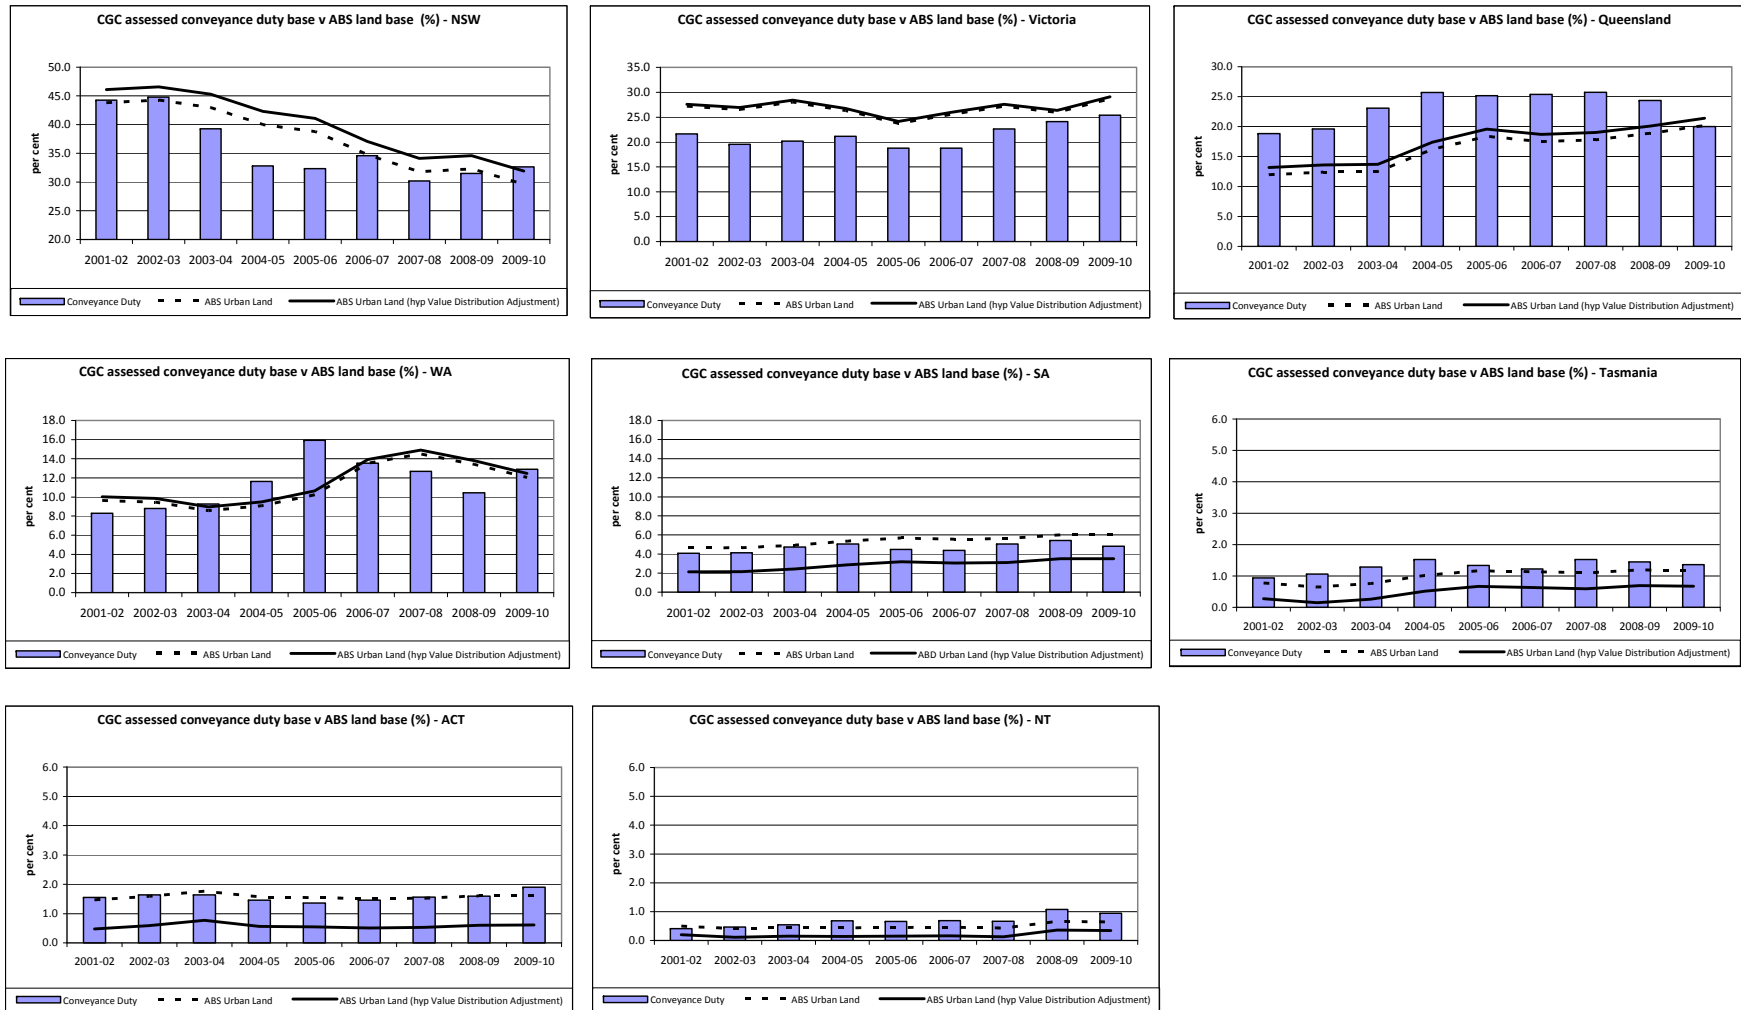 CGC assessed conveyance duty base v ABS land base (%) - NSW
50.0
45.0
40.0
35.0
30.0
25.0
20.0
per cent
2001-02 2002-03 2003-04 2004-05 2005-06 2006-07 2007-08 2008-09 2009-10
Conveyance Duty ABS Urban Land ABS Urban Land (hyp Value Distribution Adjustment)
CGC assessed conveyance duty base v ABS land base (%) - Victoria
35.0
30.0
25.0
20.0
15.0
10.0
5.0
0.0
per cent
2001-02 2002-03 2003-04 2004-05 2005-06 2006-07 2007-08 2008-09 2009-10
Conveyance Duty ABS Urban Land ABS Urban Land (hyp Value Distribution Adjustment)
CGC assessed conveyance duty base v ABS land base (%) - Queensland
30.0
25.0
20.0
15.0
10.0
5.0
0.0
per cent
2001-02 2002-03 2003-04 2004-05 2005-06 2006-07 2007-08 2008-09 2009-10
Conveyance Duty ABS Urban Land ABS Urban Land (hyp Value Distribution Adjustment)
CGC assessed conveyance duty base v ABS land base (%) - WA
18.0
16.0
14.0
12.0
10.0
8.0
6.0
4.0
2.0
0.0
per cent
2001-02 2002-03 2003-04 2004-05 2005-06 2006-07 2007-08 2008-09 2009-10
Conveyance Duty ABS Urban Land ABS Urban Land (hyp Value Distribution Adjustment)
CGC assessed conveyance duty base v ABS land base (%) - SA
18.0
16.0
14.0
12.0
10.0
8.0
6.0
4.0
2.0
0.0
per cent
2001-02 2002-03 2003-04 2004-05 2005-06 2006-07 2007-08 2008-09 2009-10
Conveyance Duty ABS Urban Land ABD Urban Land (hyp Value Distribution Adjustment)
CGC assessed conveyance duty base v ABS land base (%) - Tasmania
6.0
5.0
4.0
3.0
2.0
1.0
0.0
per cent
2001-02 2002-03 2003-04 2004-05 2005-06 2006-07 2007-08 2008-09 2009-10
Conveyance Duty ABS Urban Land ABS Urban Land (hyp Value Distribution Adjustment)
CGC assessed conveyance duty base v ABS land base (%) - ACT
6.0
5.0
4.0
3.0
2.0
1.0
0.0
per cent
2001-02 2002-03 2003-04 2004-05 2005-06 2006-07 2007-08 2008-09 2009-10
Conveyance Duty ABS Urban Land ABS Urban Land (hyp Value Distribution Adjustment)
CGC assessed conveyance duty base v ABS land base (%) - NT
6.0
5.0
4.0
3.0
2.0
1.0
0.0
per cent
2001-02 2002-03 2003-04 2004-05 2005-06 2006-07 2007-08 2008-09 2009-10
Conveyance Duty ABS Urban Land ABS Urban Land (hyp Value Distribution Adjustment)